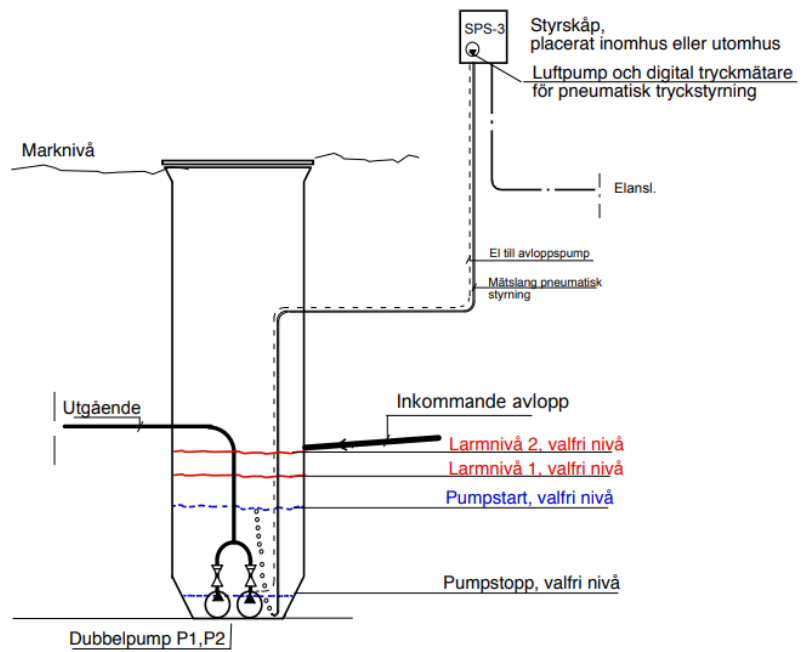 SPS-3
Styrskåp,
placerat inomhus eller utomhus
Luftpump och digital tryckmätare
för pneumatisk tryckstyrning
Marknivå
Elansl.
El till avloppspump
Mätslang pneumatisk
styrning
Utgående
Inkommande avlopp
Larmnivå 2, valfri nivå
Larmnivå 1, valfri nivå
Pumpstart, valfri nivå
Pumpstopp, valfri nivå
Dubbelpump P1,P2